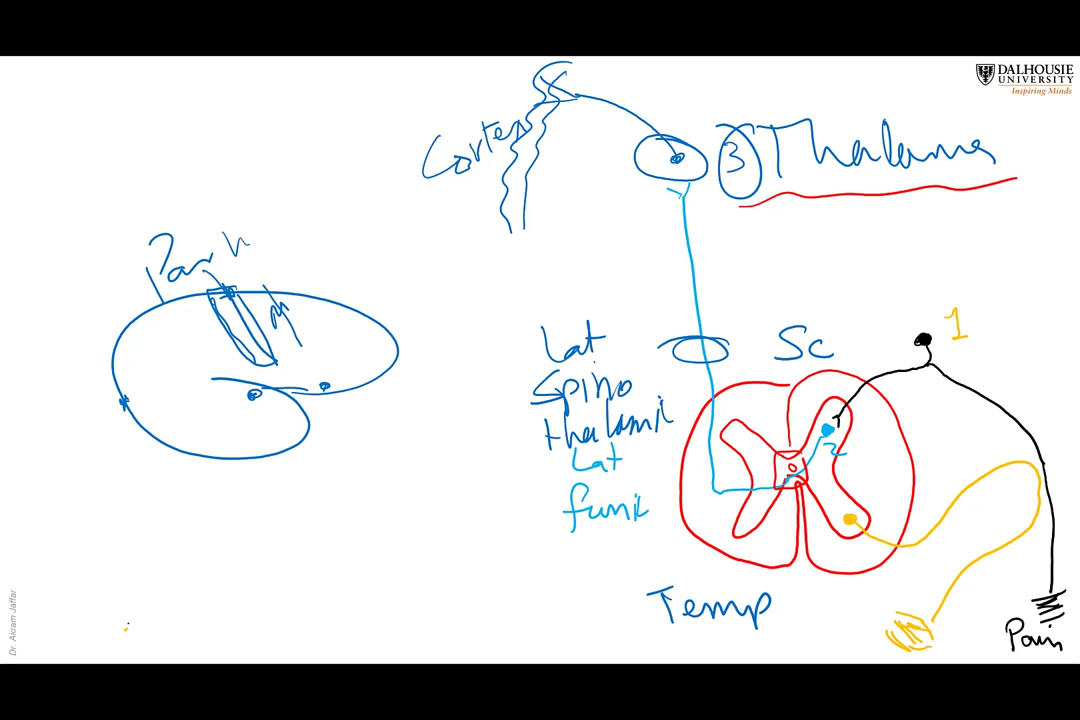 DALHOUSIE
UNIVERSITY
Inspiring Minds
Cortex
3 Thalamus
1
Lat
Spino
thalamic
Lat
funic
Sc
2
Temp
Pain
Dr. Akram Jaffar